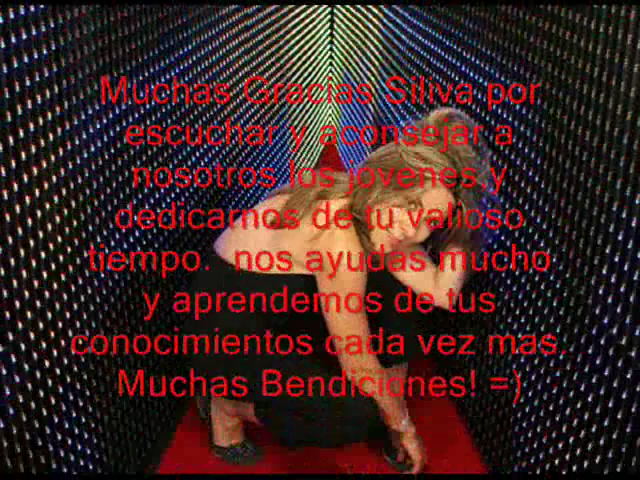 Muchas Gracias Siliva por
escuchar y aconsejar a
nosotros los jovenes,y
dedicarnos de tu valioso
tiempo. nos ayudas mucho
y aprendemos de tus
conocimientos cada vez mas.
Muchas Bendiciones! =)